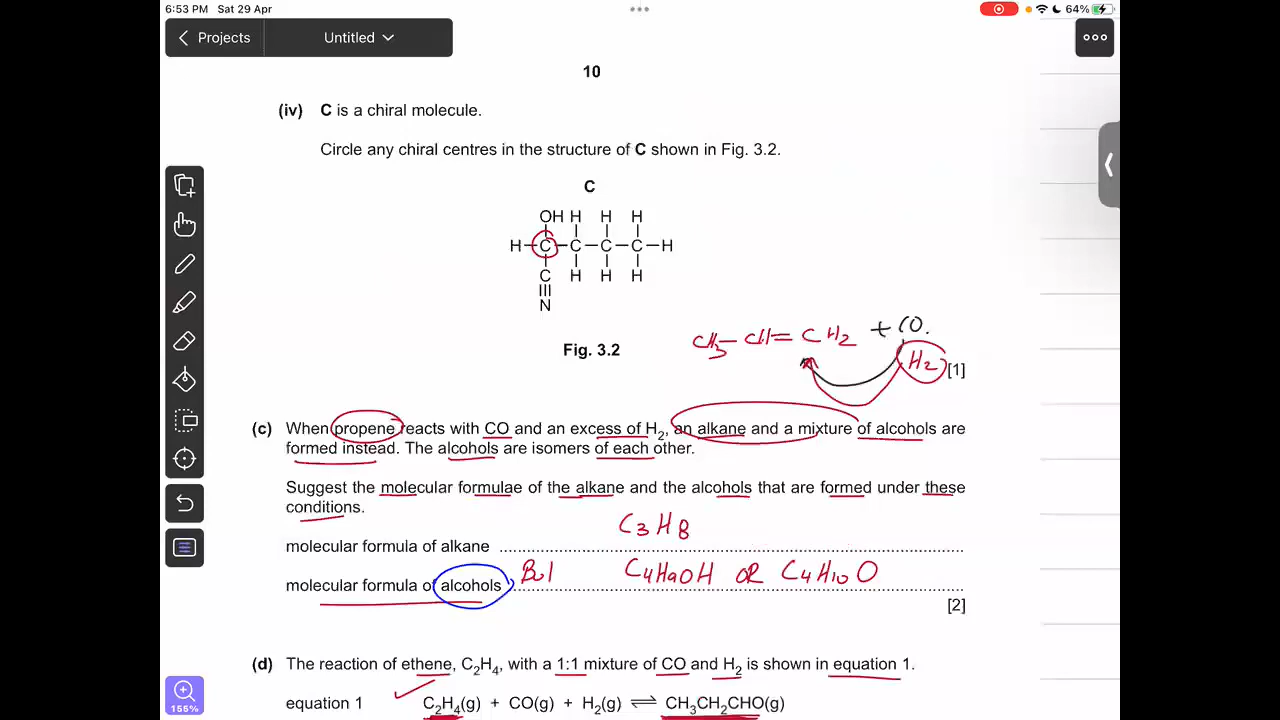 6:53 PM Sat 29 Apr
64%
Projects
Untitled
10
(iv) C is a chiral molecule.
Circle any chiral centres in the structure of C shown in Fig. 3.2.
C
OH H H H
H C C C C H
C H H H
N
Fig. 3.2
CH3 – CH = CH2 + CO.
H2
[1]
(c) When propene reacts with CO and an excess of H2, an alkane and a mixture of alcohols are
formed instead. The alcohols are isomers of each other.
Suggest the molecular formulae of the alkane and the alcohols that are formed under these
conditions.
C3H8
molecular formula of alkane
But C4H9OH OR C4H10O
molecular formula of alcohols
[2]
(d) The reaction of ethene, C2H4, with a 1:1 mixture of CO and H2 is shown in equation 1.
equation 1 C2H4(g) + CO(g) + H2(g) ⇌ CH3CH2CHO(g)
155%